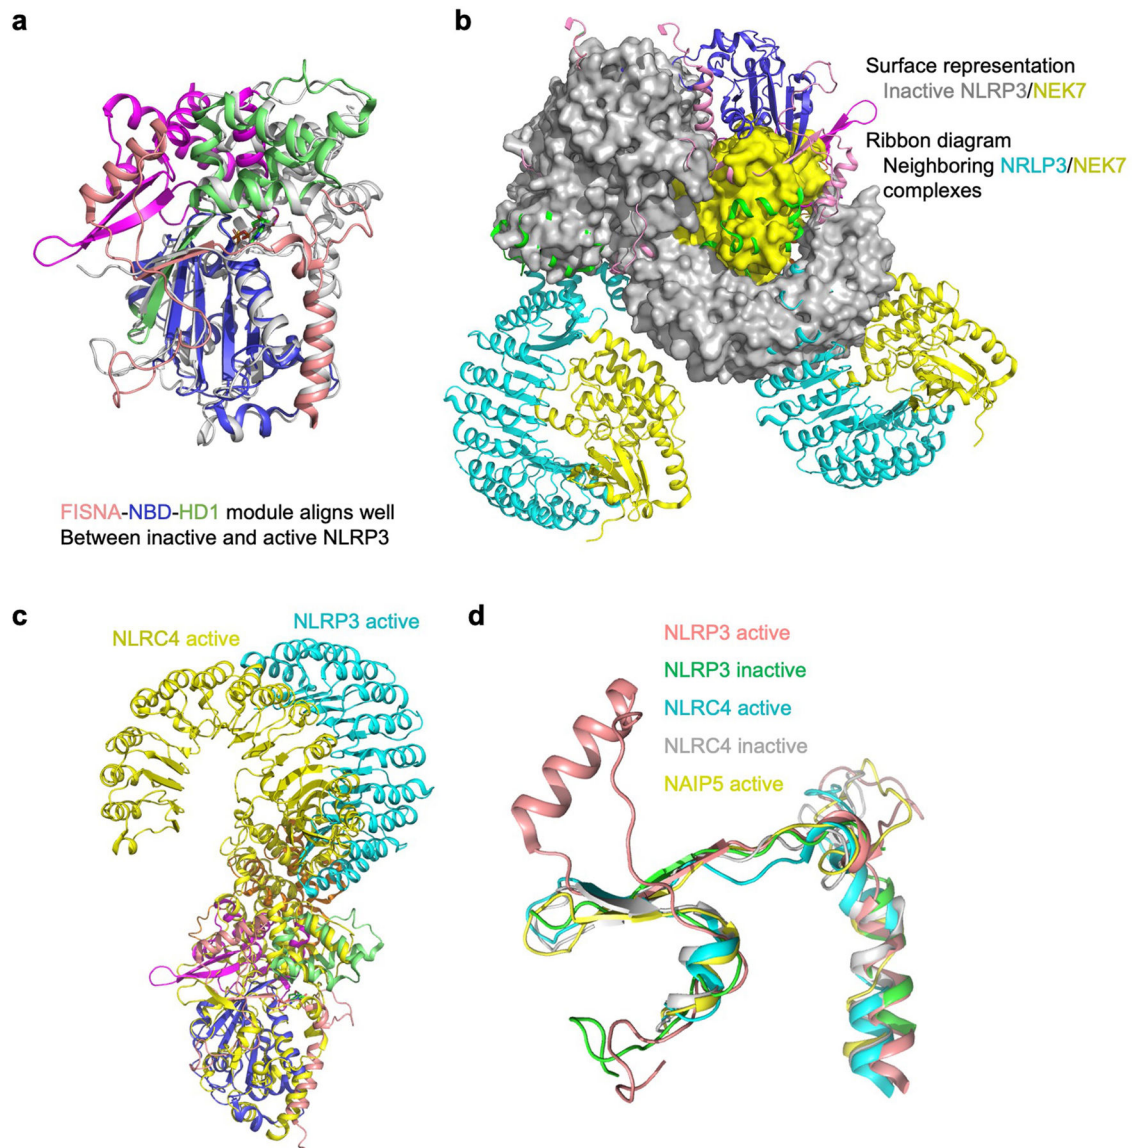 a
FISNA-NBD-HD1 module aligns well
Between inactive and active NLRP3
b
Surface representation
Inactive NLRP3/NEK7
Ribbon diagram
Neighboring NRLP3/NEK7
complexes
c
NLRC4 active
NLRP3 active
d
NLRP3 active
NLRP3 inactive
NLRC4 active
NLRC4 inactive
NAIP5 active